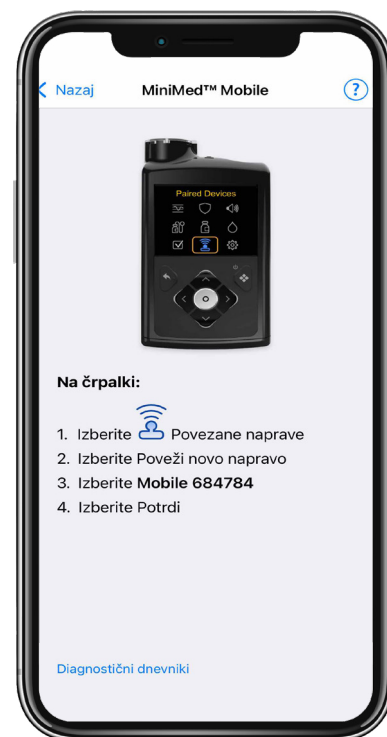 Nazaj
MiniMed™ Mobile
?
Paired Devices
Na črpalki:
1. Izberite Povezane naprave
2. Izberite Poveži novo napravo
3. Izberite Mobile 684784
4. Izberite Potrdi
Diagnostični dnevniki